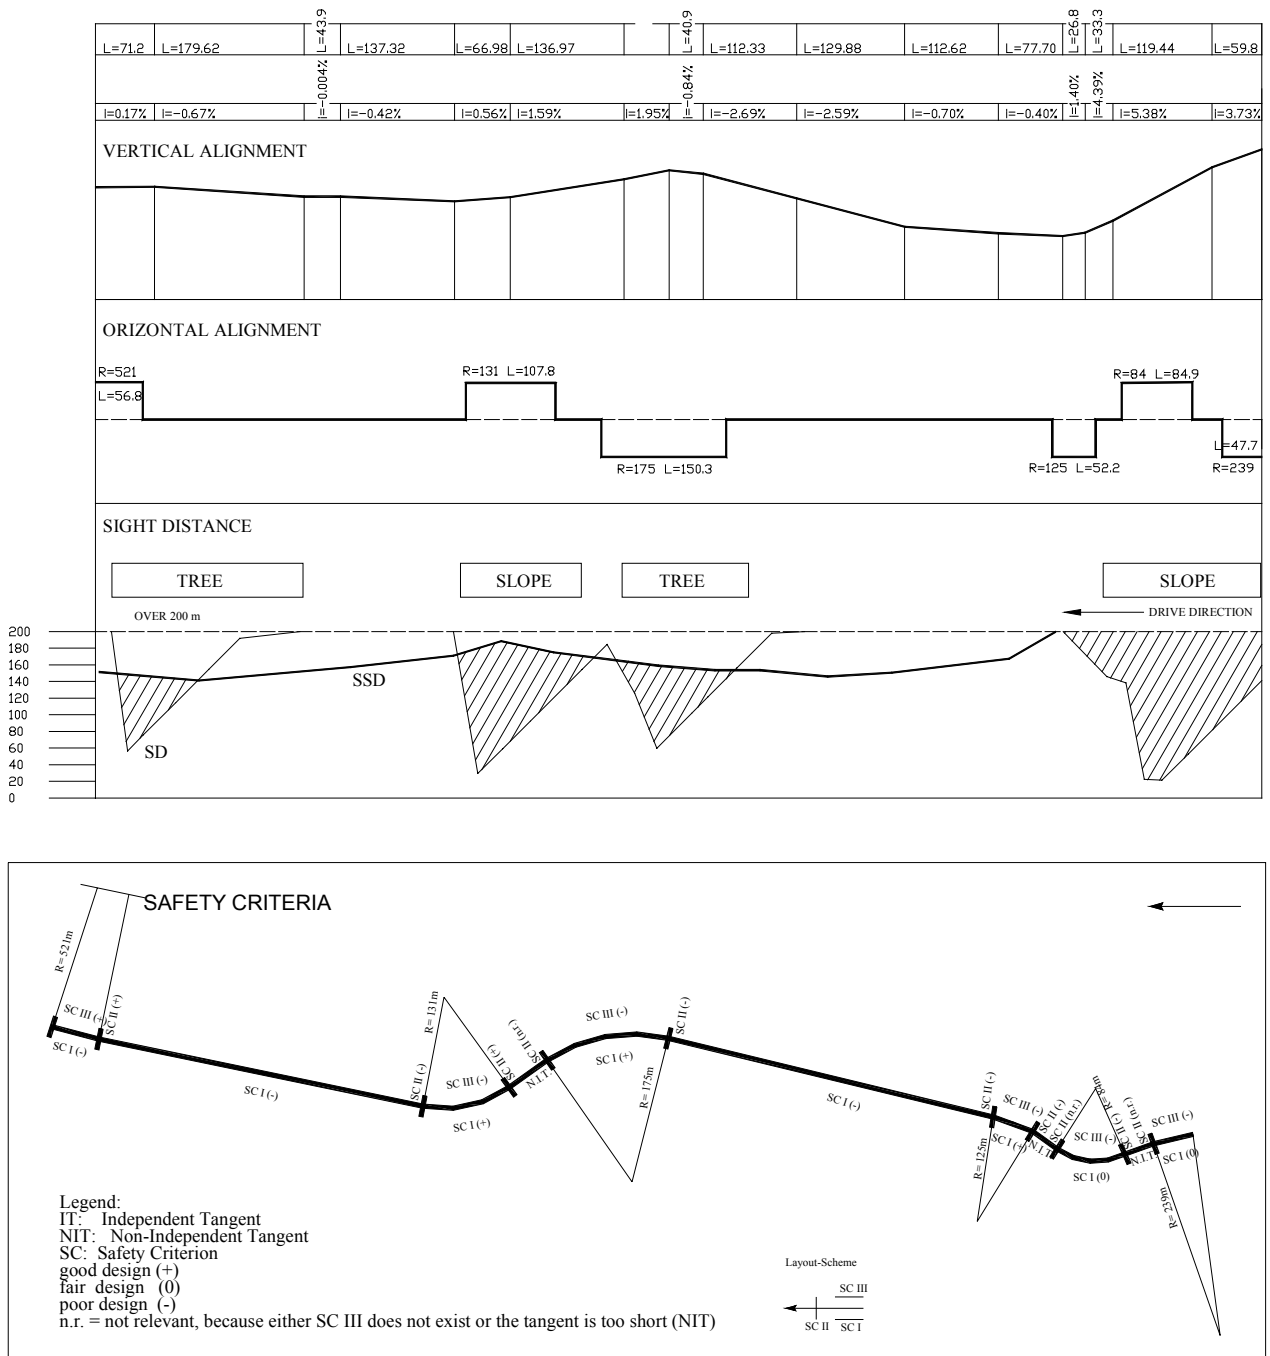 L=71.2 L=179.62 L=43.9 L=137.32 L=66.98 L=136.97 L=40.9 L=112.33 L=129.88 L=112.62 L=77.70 L=26.8 L=33.3 L=119.44 L=59.8
I=0.17% I=-0.67% I=-0.004% I=-0.42% I=0.56% I=1.59% I=1.95% I=-0.84% I=-2.69% I=-2.59% I=-0.70% I=-0.40% I=1.40% I=4.39% I=5.38% I=3.73%
VERTICAL ALIGNMENT
ORIZONTAL ALIGNMENT
R=521 R=131 L=107.8 R=84 L=84.9
L=56.8
L=47.7
R=175 L=150.3 R=125 L=52.2 R=239
SIGHT DISTANCE
TREE SLOPE TREE SLOPE
OVER 200 m DRIVE DIRECTION
200
180
160
140
120
100
80
60
40
20
0
SSD
SD
SAFETY CRITERIA
R=521m
SC III (+)
SC II (+)
SC I (-)
SC I (-)
SC II (-)
R=131m
SC III (-)
SC I (+)
SC II (+)
SC II (n.r.)
N.I.T.
SC III (-)
SC I (+)
R=175m
SC II (-)
SC I (-)
SC II (-)
R=125m
SC III (-)
SC I (+)
SC II (-)
SC II (n.r.)
N.I.T.
R=84m
SC III (-)
SC I (0)
SC II (-)
SC II (n.r.)
N.I.T.
SC III (-)
SC I (0)
R=239m
Legend:
IT: Independent Tangent
NIT: Non-Independent Tangent
SC: Safety Criterion
good design (+)
fair design (0)
poor design (-)
n.r. = not relevant, because either SC III does not exist or the tangent is too short (NIT)
Layout-Scheme
SC III
SC II SC I